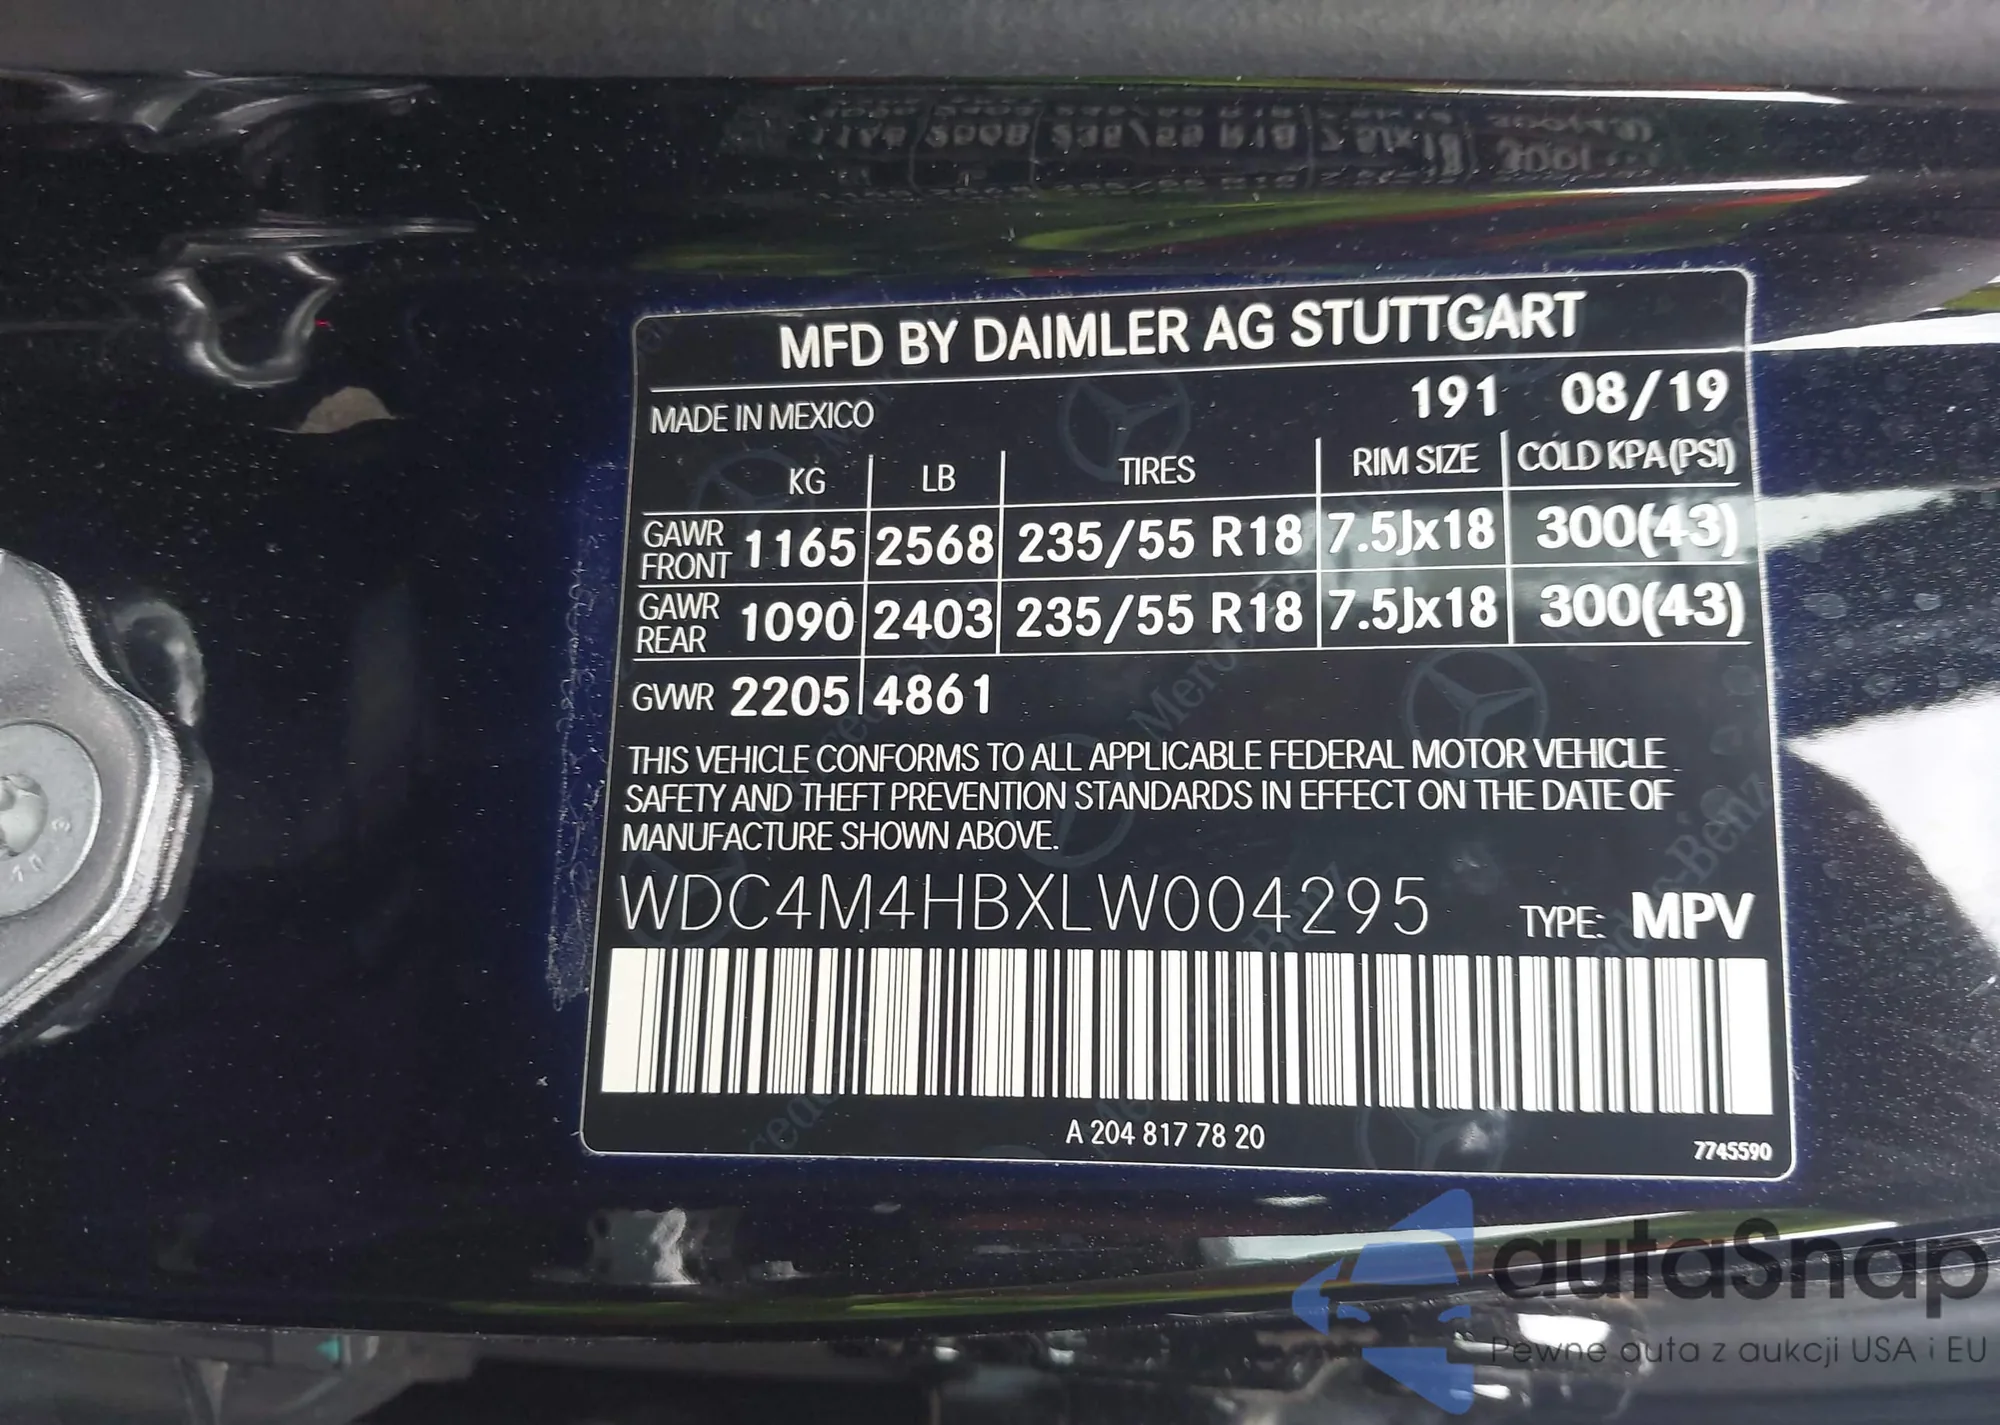 MFD BY DAIMLER AG STUTTGART
MADE IN MEXICO 191 08/19
KG LB TIRES RIM SIZE COLD KPA(PSI)
GAWR FRONT 1165 2568 235/55 R18 7.5Jx18 300(43)
GAWR REAR 1090 2403 235/55 R18 7.5Jx18 300(43)
GVWR 2205 4861
THIS VEHICLE CONFORMS TO ALL APPLICABLE FEDERAL MOTOR VEHICLE
SAFETY AND THEFT PREVENTION STANDARDS IN EFFECT ON THE DATE OF
MANUFACTURE SHOWN ABOVE.
WDC4M4HBXLW004295 TYPE: MPV
A 204 817 78 20
7745590
autaSnap
Pewne auta z aukcji USA i EU